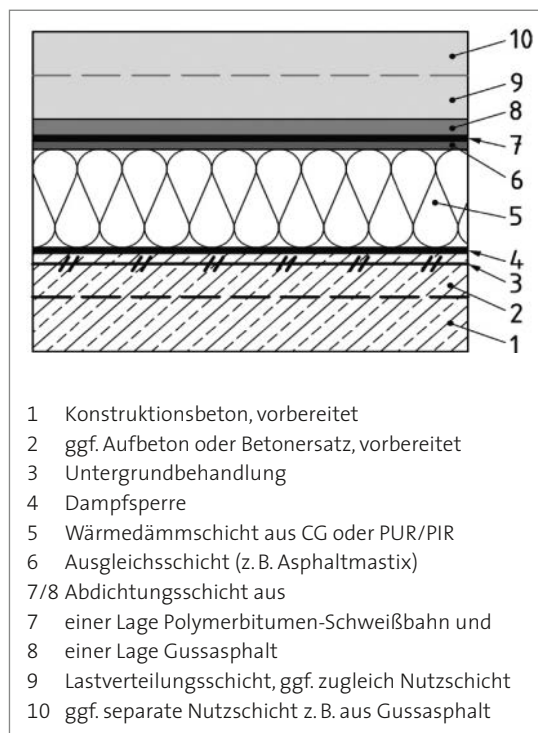 10
9
8
7
6
5
4
3
2
1
1 Konstruktionsbeton, vorbereitet
2 ggf. Aufbeton oder Betonersatz, vorbereitet
3 Untergrundbehandlung
4 Dampfsperre
5 Wärmedämmschicht aus CG oder PUR/PIR
6 Ausgleichsschicht (z. B. Asphaltmastix)
7/8 Abdichtungsschicht aus
7 einer Lage Polymerbitumen-Schweißbahn und
8 einer Lage Gussasphalt
9 Lastverteilungsschicht, ggf. zugleich Nutzschicht
10 ggf. separate Nutzschicht z. B. aus Gussasphalt